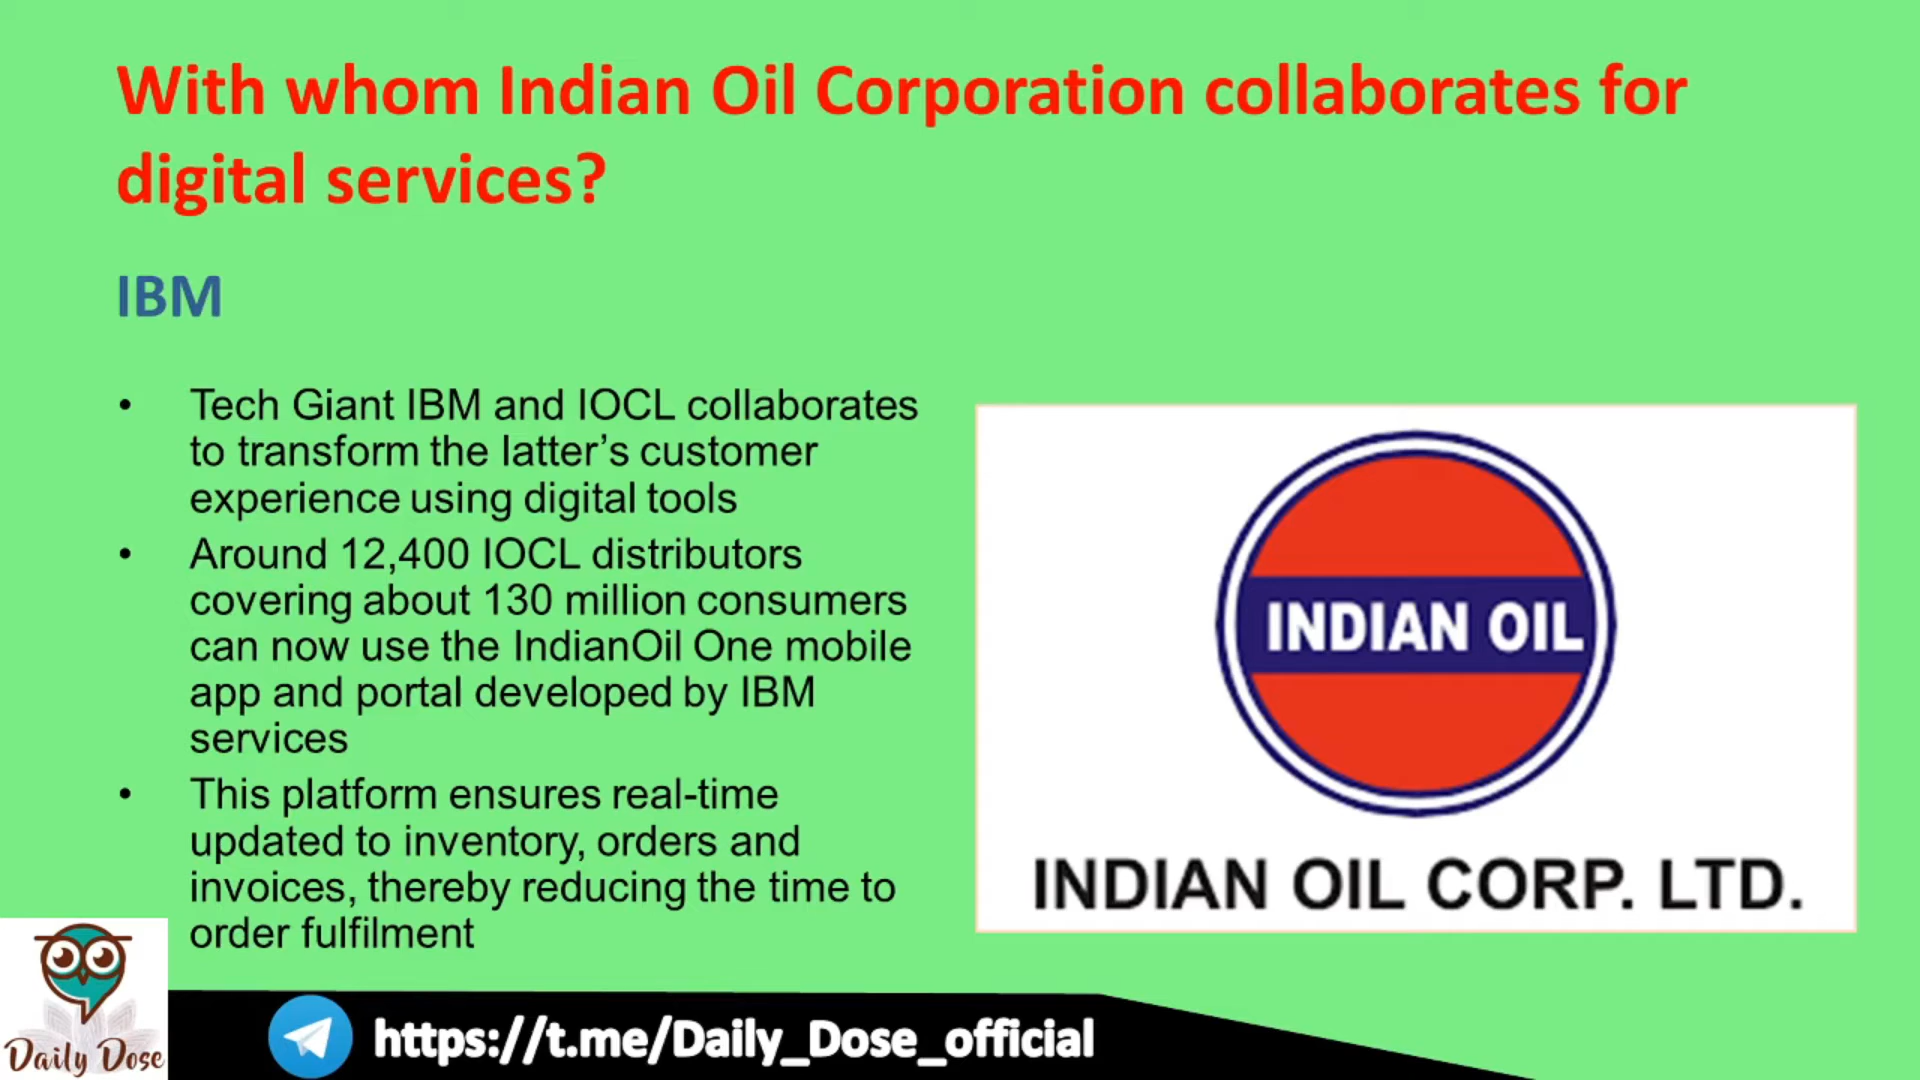 With whom Indian Oil Corporation collaborates for
digital services?
IBM
• Tech Giant IBM and IOCL collaborates
to transform the latter’s customer
experience using digital tools
• Around 12,400 IOCL distributors
covering about 130 million consumers
can now use the IndianOil One mobile
app and portal developed by IBM
services
• This platform ensures real-time
updated to inventory, orders and
invoices, thereby reducing the time to
order fulfilment
INDIAN OIL
INDIAN OIL CORP. LTD.
Daily Dose
https://t.me/Daily_Dose_official